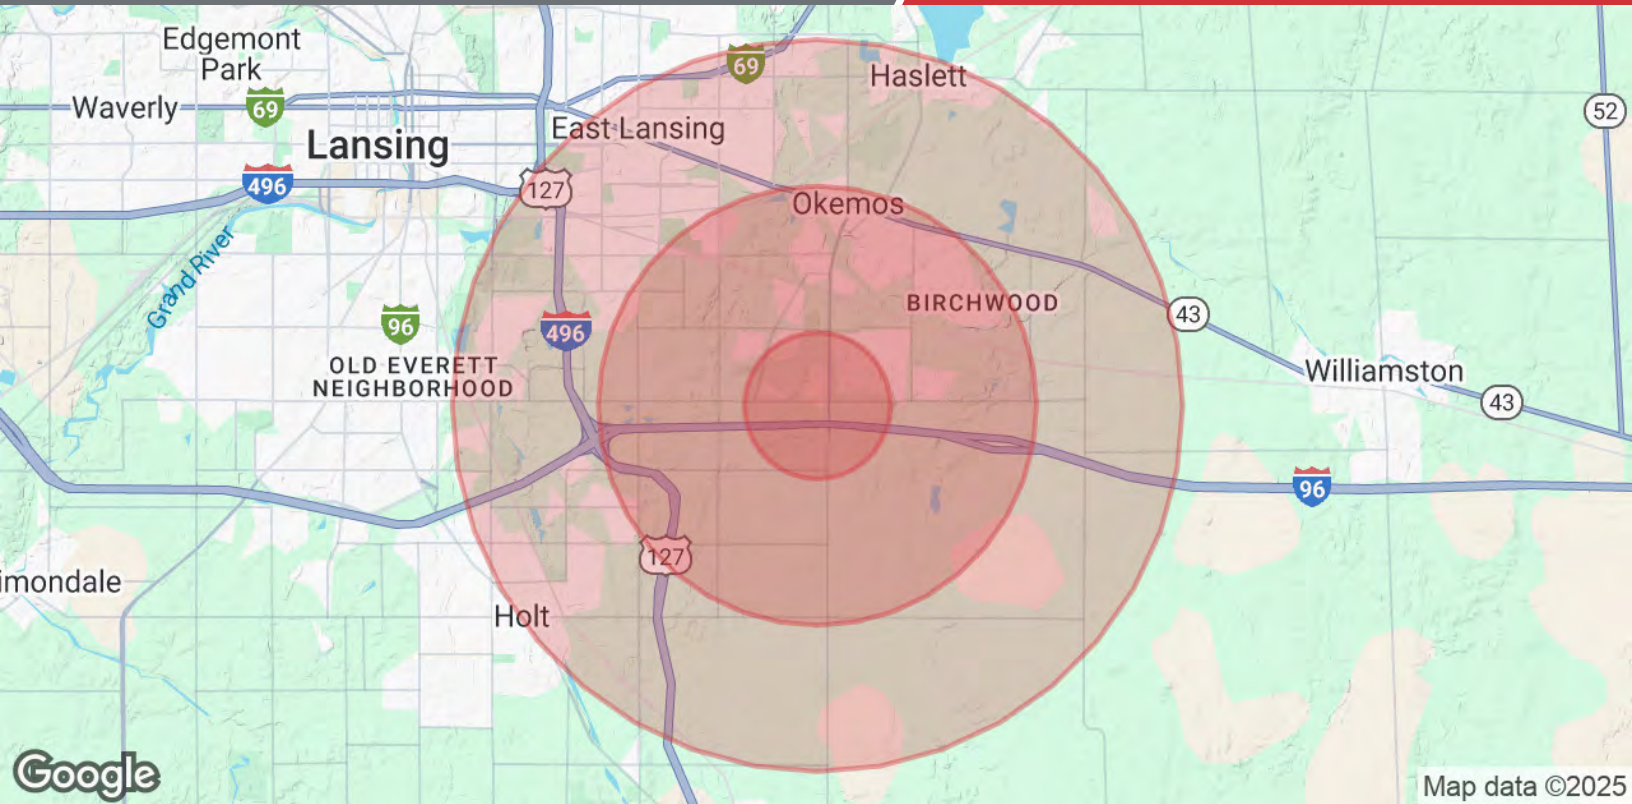 Edgemont
Park
69
Haslett
Waverly
69
52
East Lansing
Lansing
496
127
Okemos
Grand River
BIRCHWOOD
43
96
496
OLD EVERETT
NEIGHBORHOOD
Williamston
43
96
127
imondale
Holt
Google
Map data ©2025